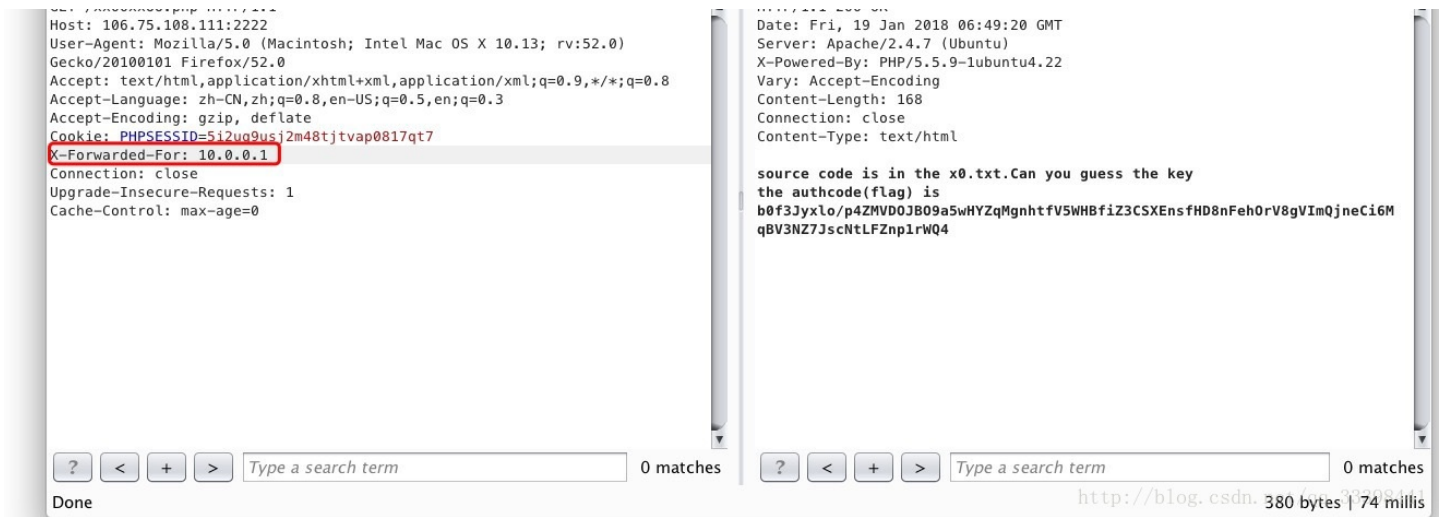 Host: 106.75.108.111:2222
User-Agent: Mozilla/5.0 (Macintosh; Intel Mac OS X 10.13; rv:52.0)
Gecko/20100101 Firefox/52.0
Accept: text/html,application/xhtml+xml,application/xml;q=0.9,*/*;q=0.8
Accept-Language: zh-CN,zh;q=0.8,en-US;q=0.5,en;q=0.3
Accept-Encoding: gzip, deflate
Cookie: PHPSESSID=5i2ug9usj2m48tjtvap0817qt7
X-Forwarded-For: 10.0.0.1
Connection: close
Upgrade-Insecure-Requests: 1
Cache-Control: max-age=0
? < + > Type a search term 0 matches
Done
Date: Fri, 19 Jan 2018 06:49:20 GMT
Server: Apache/2.4.7 (Ubuntu)
X-Powered-By: PHP/5.5.9-1ubuntu4.22
Vary: Accept-Encoding
Content-Length: 168
Connection: close
Content-Type: text/html
source code is in the x0.txt.Can you guess the key
the authcode(flag) is
b0f3Jyxlo/p4ZMVDOJBO9a5wHYZqMgnhtfV5WHBfiZ3CSXEnsfHD8nFehOrV8gVImQjneCi6M
qBV3NZ7JscNtLFZnp1rWQ4
? < + > Type a search term 0 matches
http://blog.csdn.
380 bytes | 74 millis